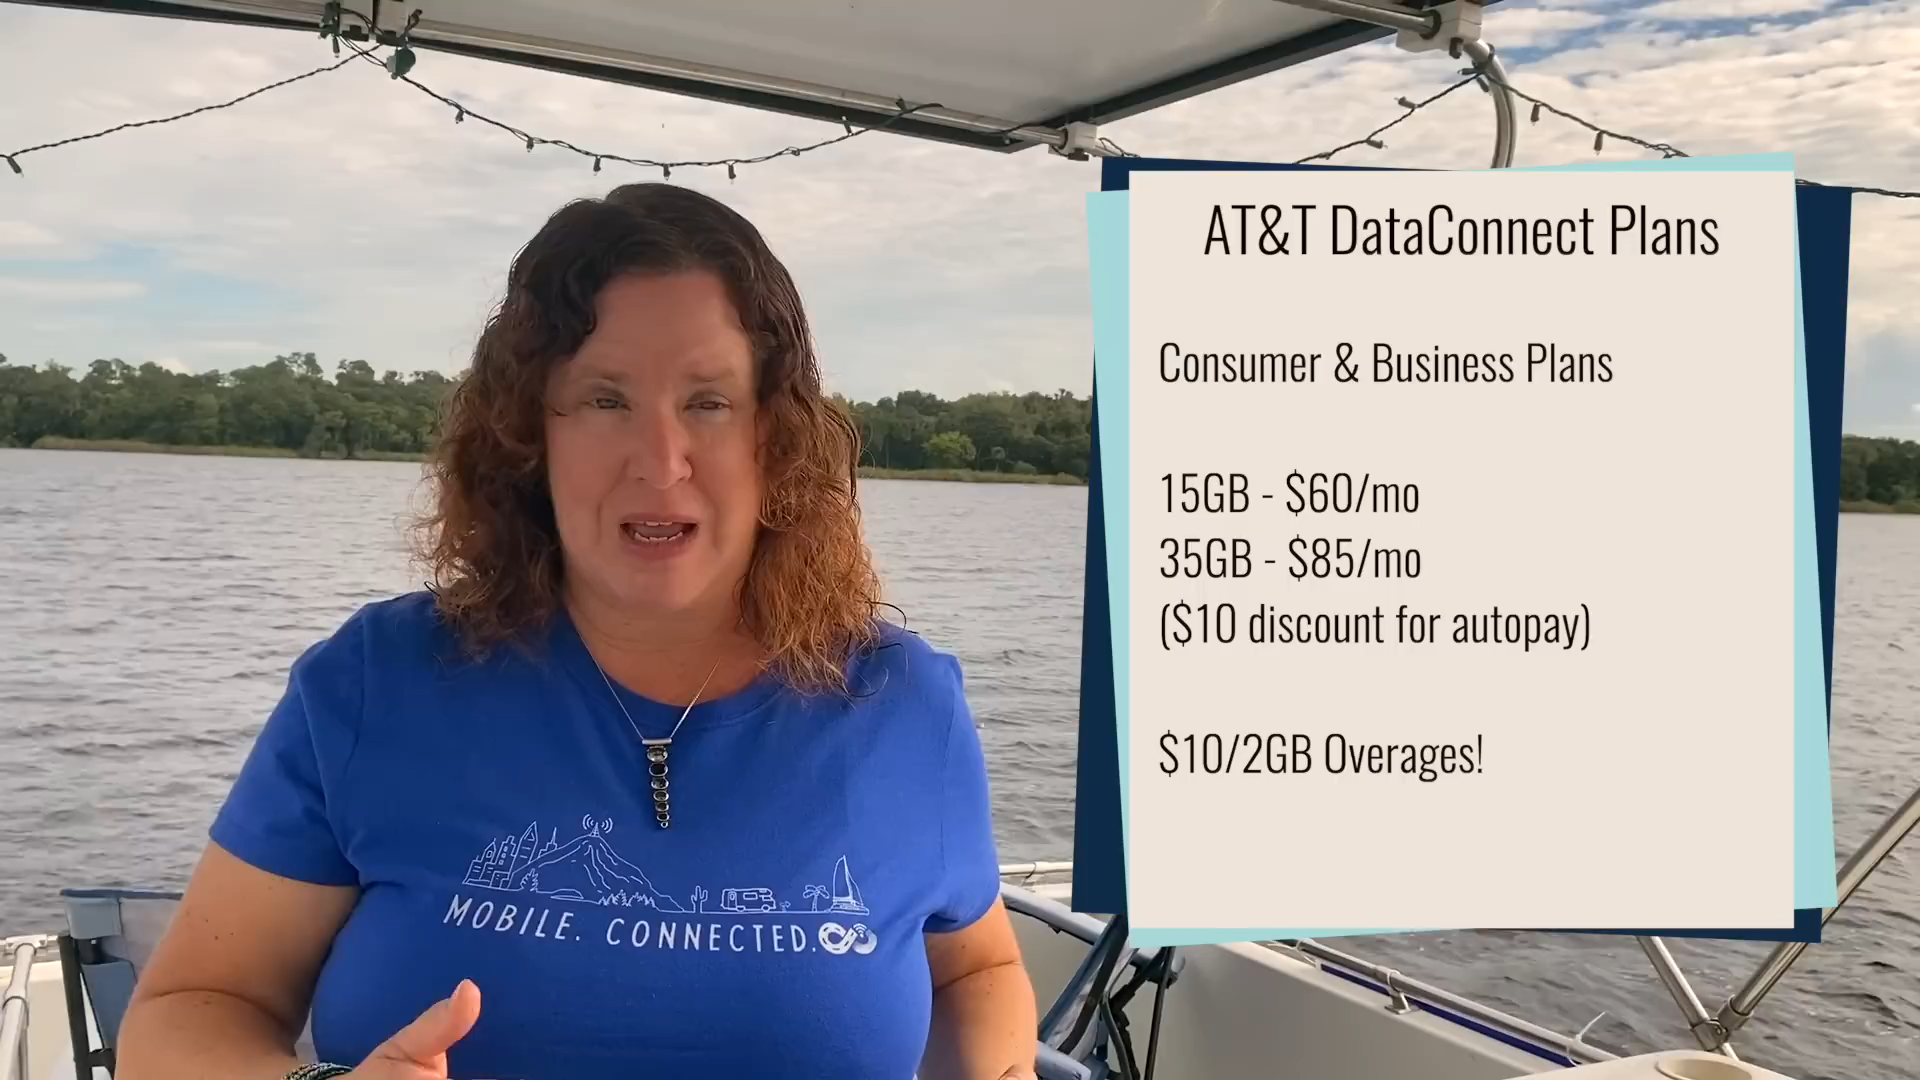 AT&T DataConnect Plans
Consumer & Business Plans
15GB - $60/mo
35GB - $85/mo
($10 discount for autopay)
$10/2GB Overages!
MOBILE. CONNECTED.